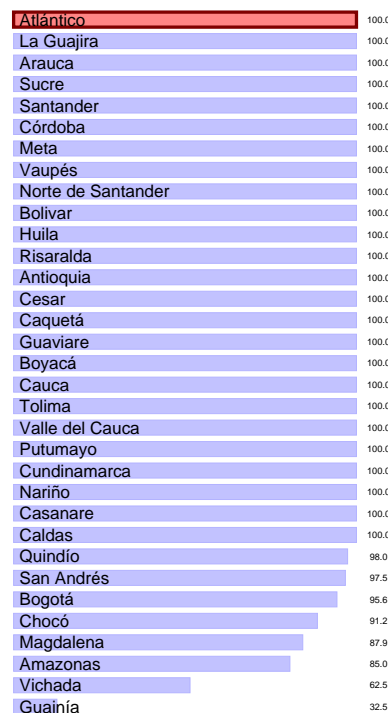 Atlántico 100.0
La Guajira 100.0
Arauca 100.0
Sucre 100.0
Santander 100.0
Córdoba 100.0
Meta 100.0
Vaupés 100.0
Norte de Santander 100.0
Bolivar 100.0
Huila 100.0
Risaralda 100.0
Antioquia 100.0
Cesar 100.0
Caquetá 100.0
Guaviare 100.0
Boyacá 100.0
Cauca 100.0
Tolima 100.0
Valle del Cauca 100.0
Putumayo 100.0
Cundinamarca 100.0
Nariño 100.0
Casanare 100.0
Caldas 100.0
Quindío 98.0
San Andrés 97.5
Bogotá 95.6
Chocó 91.2
Magdalena 87.9
Amazonas 85.0
Vichada 62.5
Guainía 32.5